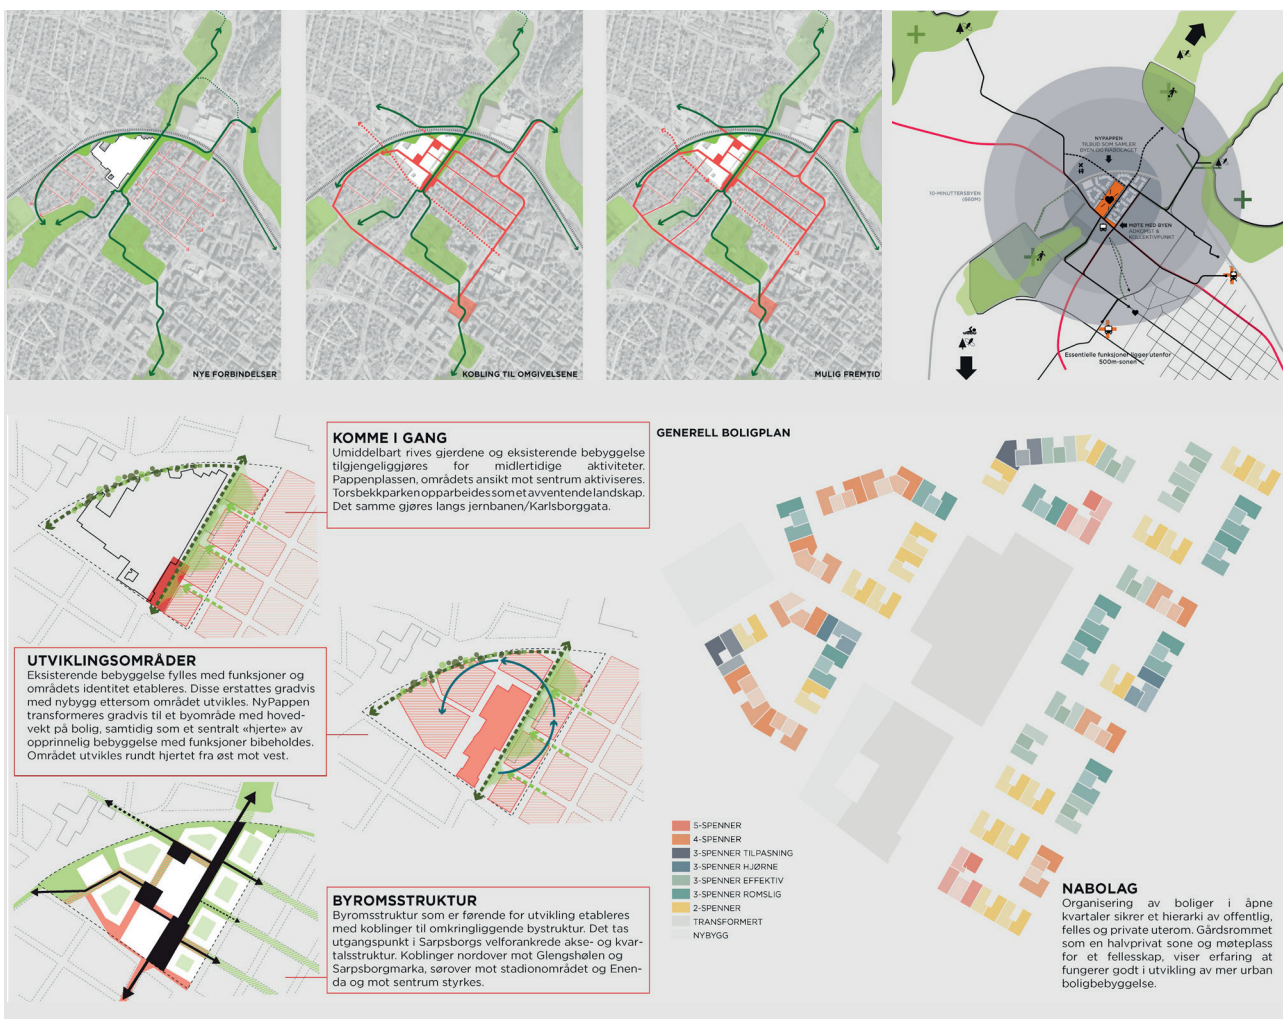 NYE FORBINDELSER
KOBLING TIL OMGIVELSENE
MULIG FREMTID
NYPAPPEN
TILBUD SOM SAMLER
BYEN OG NABOLAGET
10-MINUTTERSBYEN
(660M)
MØTE MED BYEN
ADKOMST &
KOLLEKTIVPUNKT
Essentielle funksjoner ligger utenfor
500m-sonen
KOMME I GANG
Umiddelbart rives gjerdene og eksisterende bebyggelse
tilgjengeliggjøres for midlertidige aktiviteter.
Pappenplassen, områdets ansikt mot sentrum aktiviseres.
Torsbekkparken opparbeides som et avventende landskap.
Det samme gjøres langs jernbanen/Karlsborggata.
UTVIKLINGSOMRÅDER
Eksisterende bebyggelse fylles med funksjoner og
områdets identitet etableres. Disse erstattes gradvis
med nybygg ettersom området utvikles. NyPappen
transformeres gradvis til et byområde med hoved-
vekt på bolig, samtidig som et sentralt «hjerte» av
opprinnelig bebyggelse med funksjoner bibeholdes.
Området utvikles rundt hjertet fra øst mot vest.
BYROMSSTRUKTUR
Byromsstruktur som er førende for utvikling etableres
med koblinger til omkringliggende bystruktur. Det tas
utgangspunkt i Sarpsborgs velforankrede akse- og kvar-
talsstruktur. Koblinger nordover mot Glengshølen og
Sarpsborgmarka, sørover mot stadionområdet og Enen-
da og mot sentrum styrkes.
GENERELL BOLIGPLAN
5-SPENNER
4-SPENNER
3-SPENNER TILPASNING
3-SPENNER HJØRNE
3-SPENNER EFFEKTIV
3-SPENNER ROMSLIG
2-SPENNER
TRANSFORMERT
NYBYGG
NABOLAG
Organisering av boliger i åpne
kvartaler sikrer et hierarki av offentlig,
felles og private uterom. Gårdsrommet
som en halvprivat sone og møteplass
for et fellesskap, viser erfaring at
fungerer godt i utvikling av mer urban
boligbebyggelse.